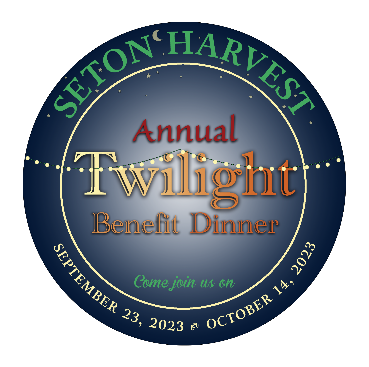 SETON HARVEST
Annual
Twilight
Benefit Dinner
Come join us on
SEPTEMBER 23, 2023 @ OCTOBER 14, 2023